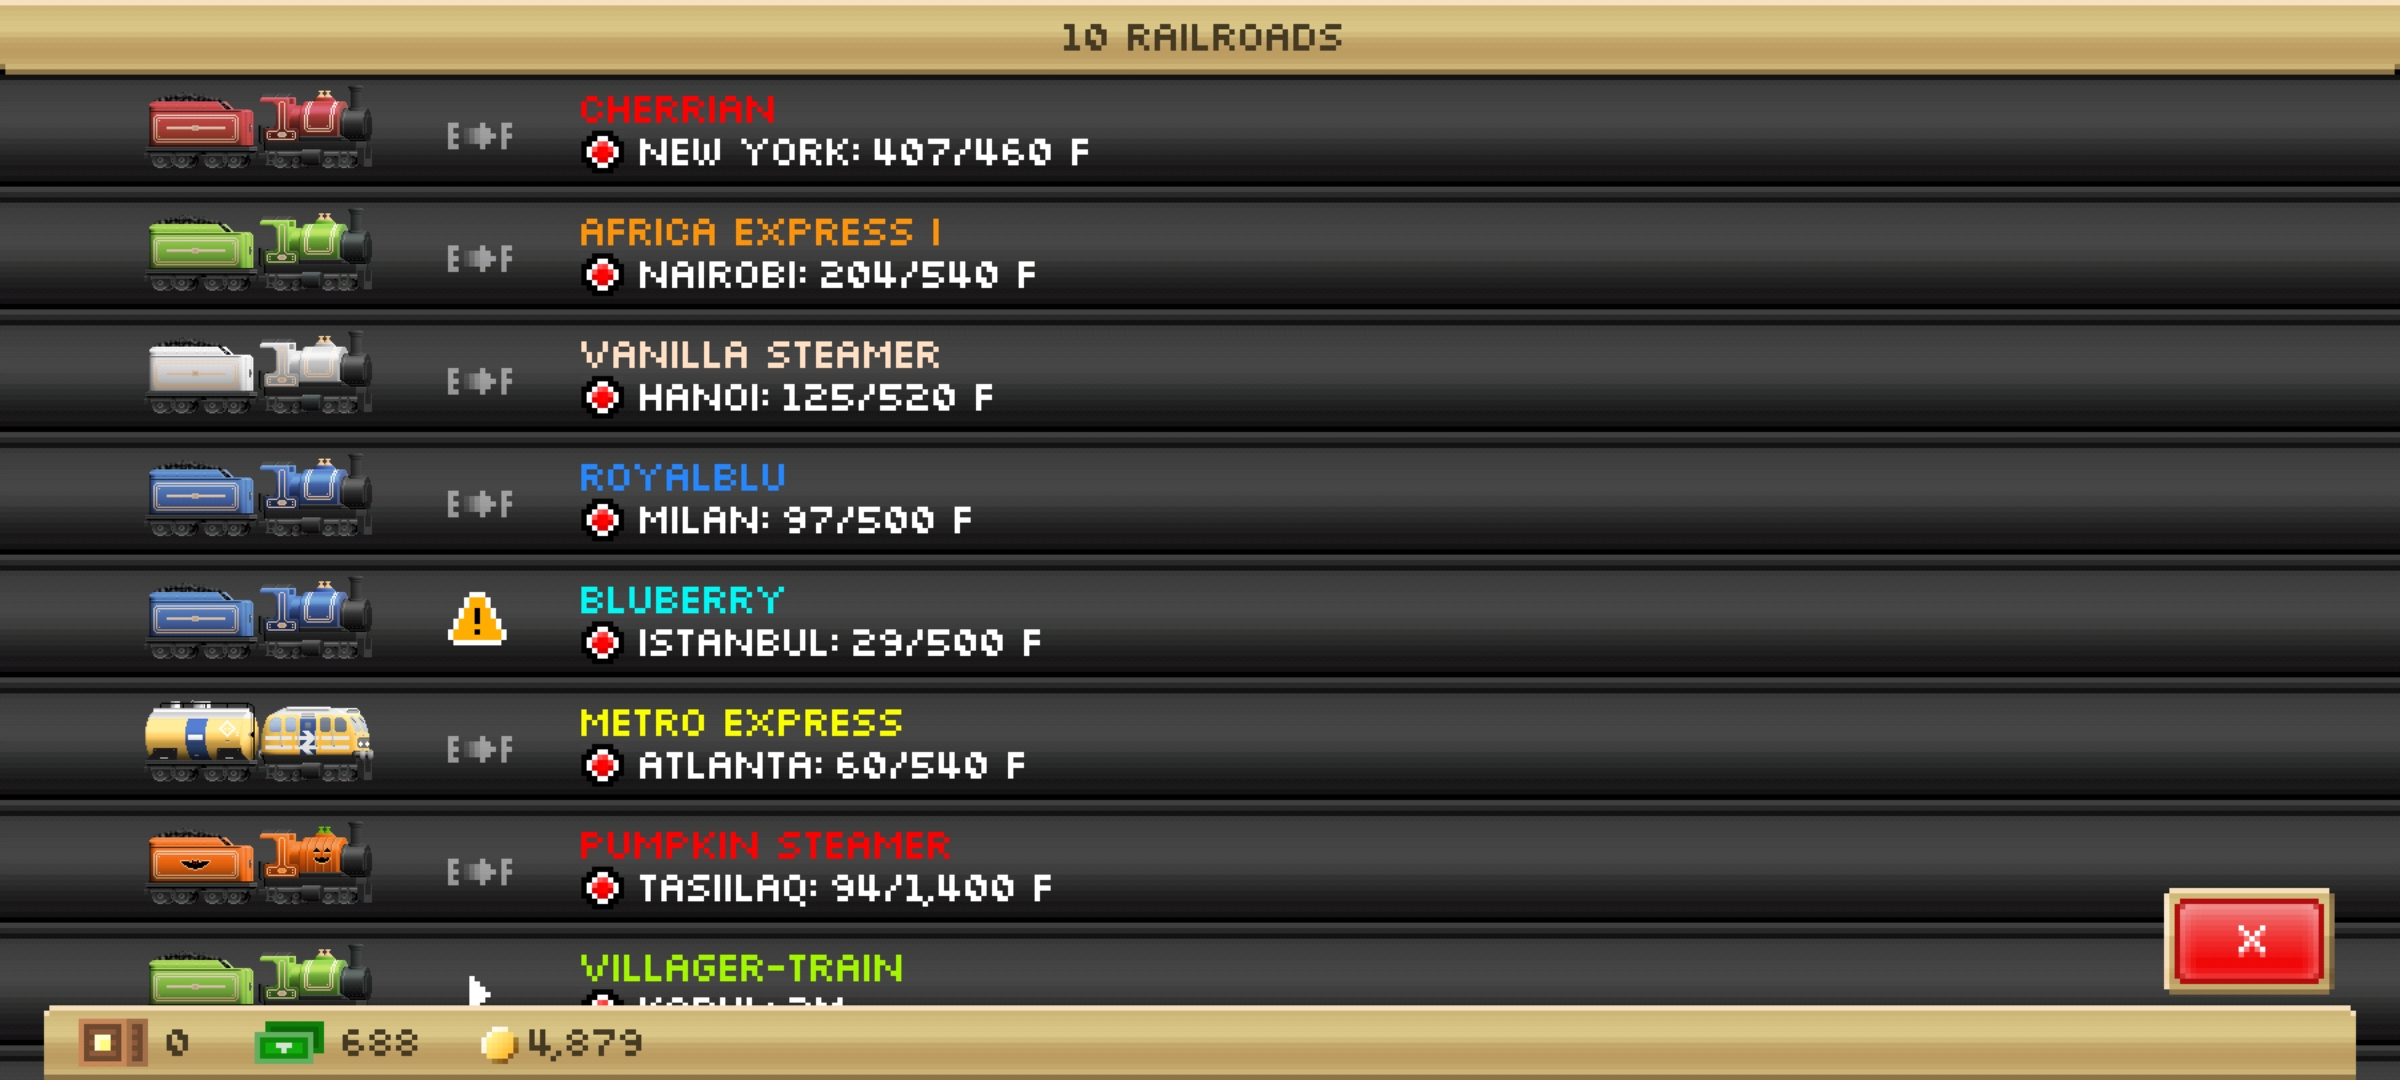 10 RAILROADS
E F
CHERRIAN
NEW YORK: 407/460 F
E F
AFRICA EXPRESS I
NAIROBI: 204/540 F
E F
VANILLA STEAMER
HANOI: 125/520 F
E F
ROYALBLU
MILAN: 97/500 F
BLUBERRY
ISTANBUL: 29/500 F
E F
METRO EXPRESS
ATLANTA: 60/540 F
E F
PUMPKIN STEAMER
TASIILAQ: 94/1,400 F
VILLAGER-TRAIN
X
0 688 4,879